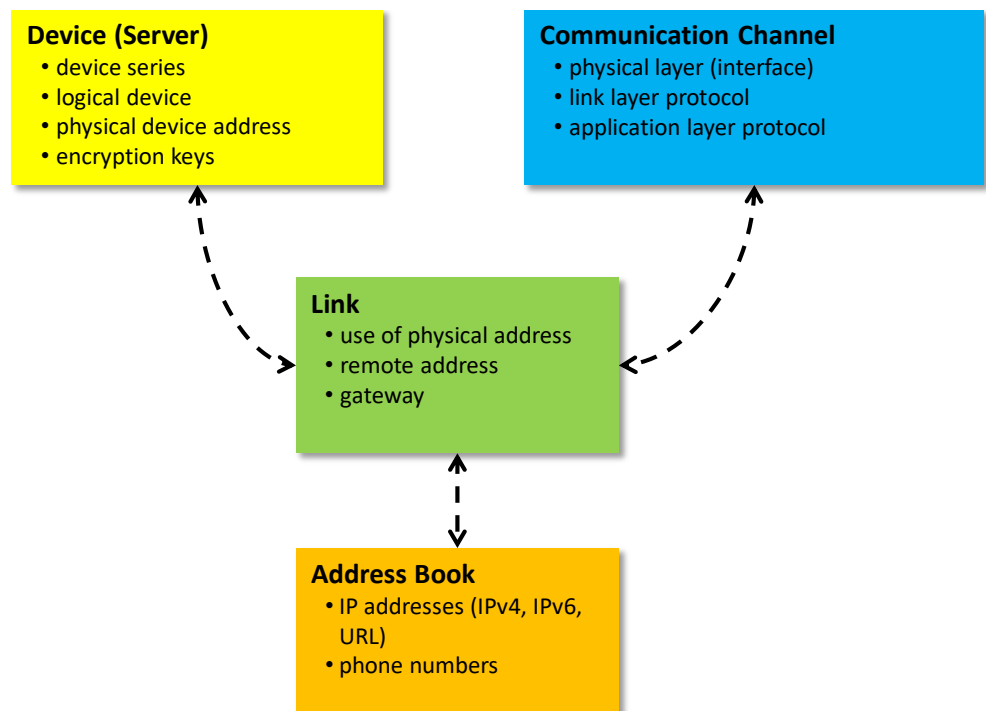 Device (Server)
• device series
• logical device
• physical device address
• encryption keys
Communication Channel
• physical layer (interface)
• link layer protocol
• application layer protocol
Link
• use of physical address
• remote address
• gateway
Address Book
• IP addresses (IPv4, IPv6,
URL)
• phone numbers